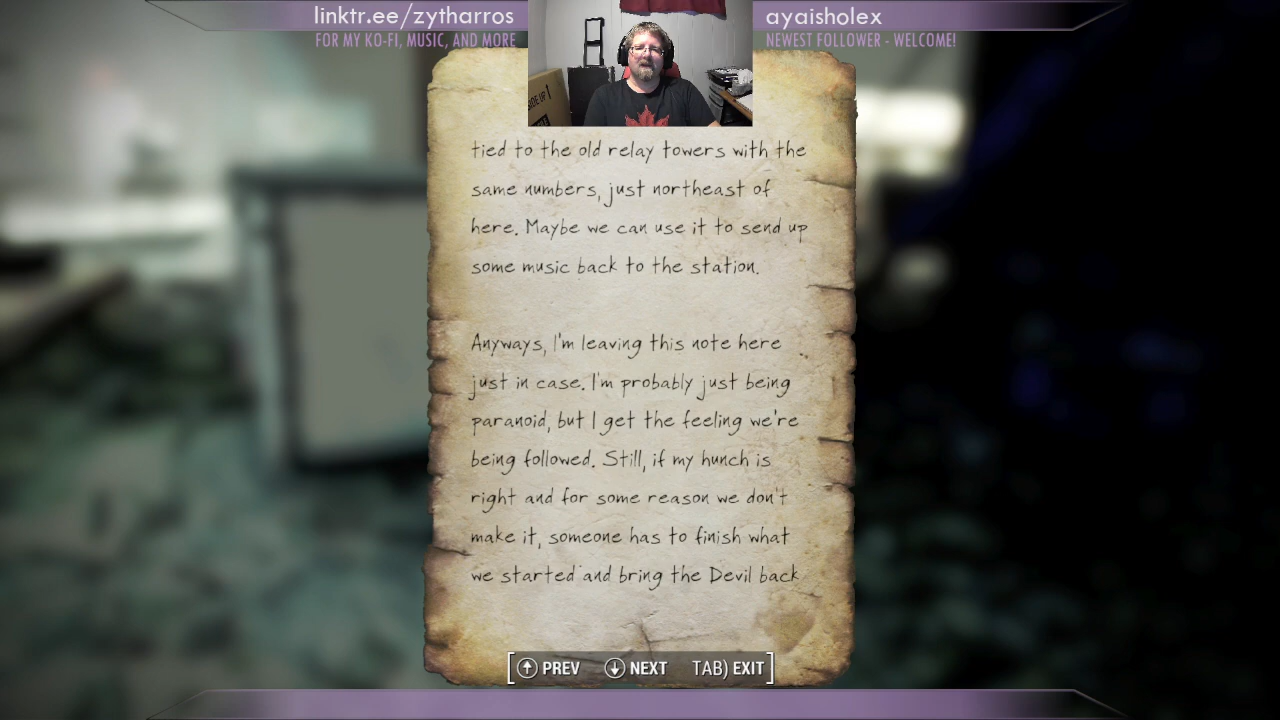 linktr.ee/zytharros
FOR MY KO-FI, MUSIC, AND MORE
ayaisholex
NEWEST FOLLOWER - WELCOME!
SIDE UP
tied to the old relay towers with the
same numbers, just northeast of
here. Maybe we can use it to send up
some music back to the station.
Anyways, I'm leaving this note here
just in case. I'm probably just being
paranoid, but I get the feeling we're
being followed. Still, if my hunch is
right and for some reason we don't
make it, someone has to finish what
we started and bring the Devil back
PREV NEXT TAB) EXIT